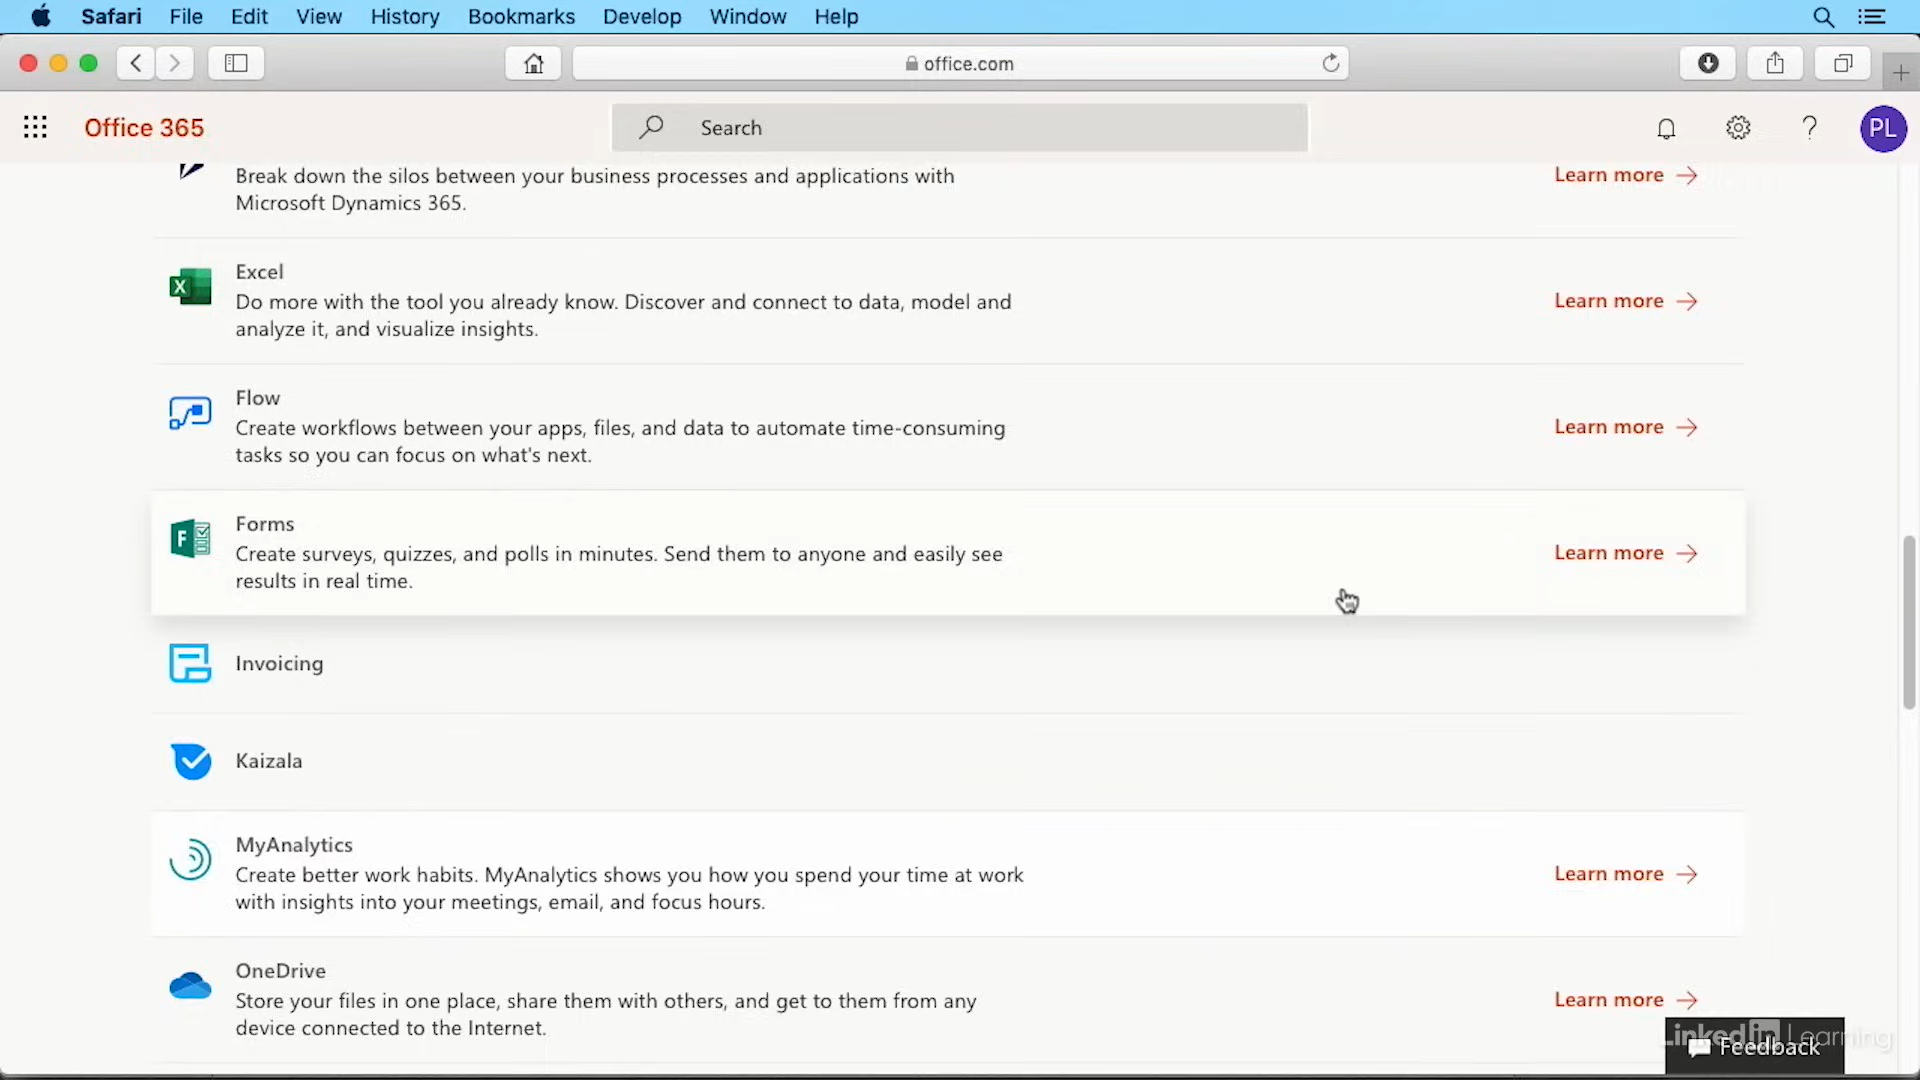 Safari File Edit View History Bookmarks Develop Window Help
office.com
Office 365
Search
?
PL
Break down the silos between your business processes and applications with
Microsoft Dynamics 365.
Learn more
Excel
Do more with the tool you already know. Discover and connect to data, model and
analyze it, and visualize insights.
Learn more
Flow
Create workflows between your apps, files, and data to automate time-consuming
tasks so you can focus on what's next.
Learn more
F
Forms
Create surveys, quizzes, and polls in minutes. Send them to anyone and easily see
results in real time.
Learn more
Invoicing
Kaizala
MyAnalytics
Create better work habits. MyAnalytics shows you how you spend your time at work
with insights into your meetings, email, and focus hours.
Learn more
OneDrive
Store your files in one place, share them with others, and get to them from any
device connected to the Internet.
Learn more
LinkedIn Learning
Feedback